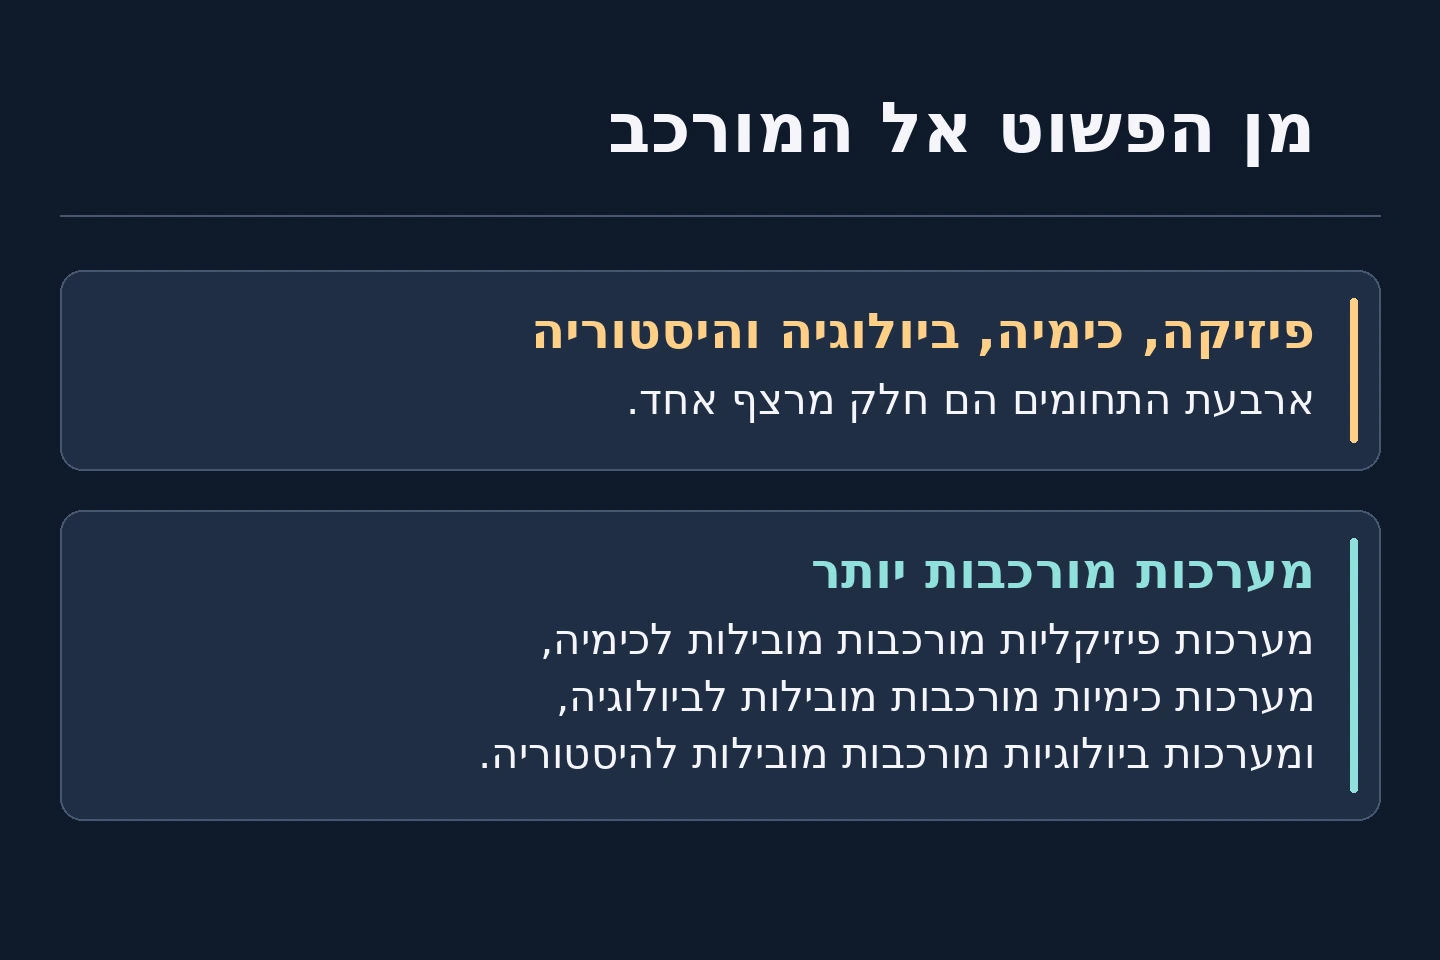 מן הפשוט אל המורכב
פיזיקה, כימיה, ביולוגיה והיסטוריה
ארבעת התחומים הם חלק מרצף אחד.
מערכות מורכבות יותר
מערכות פיזיקליות מורכבות מובילות לכימיה,
מערכות כימיות מורכבות מובילות לביולוגיה,
ומערכות ביולוגיות מורכבות מובילות להיסטוריה.